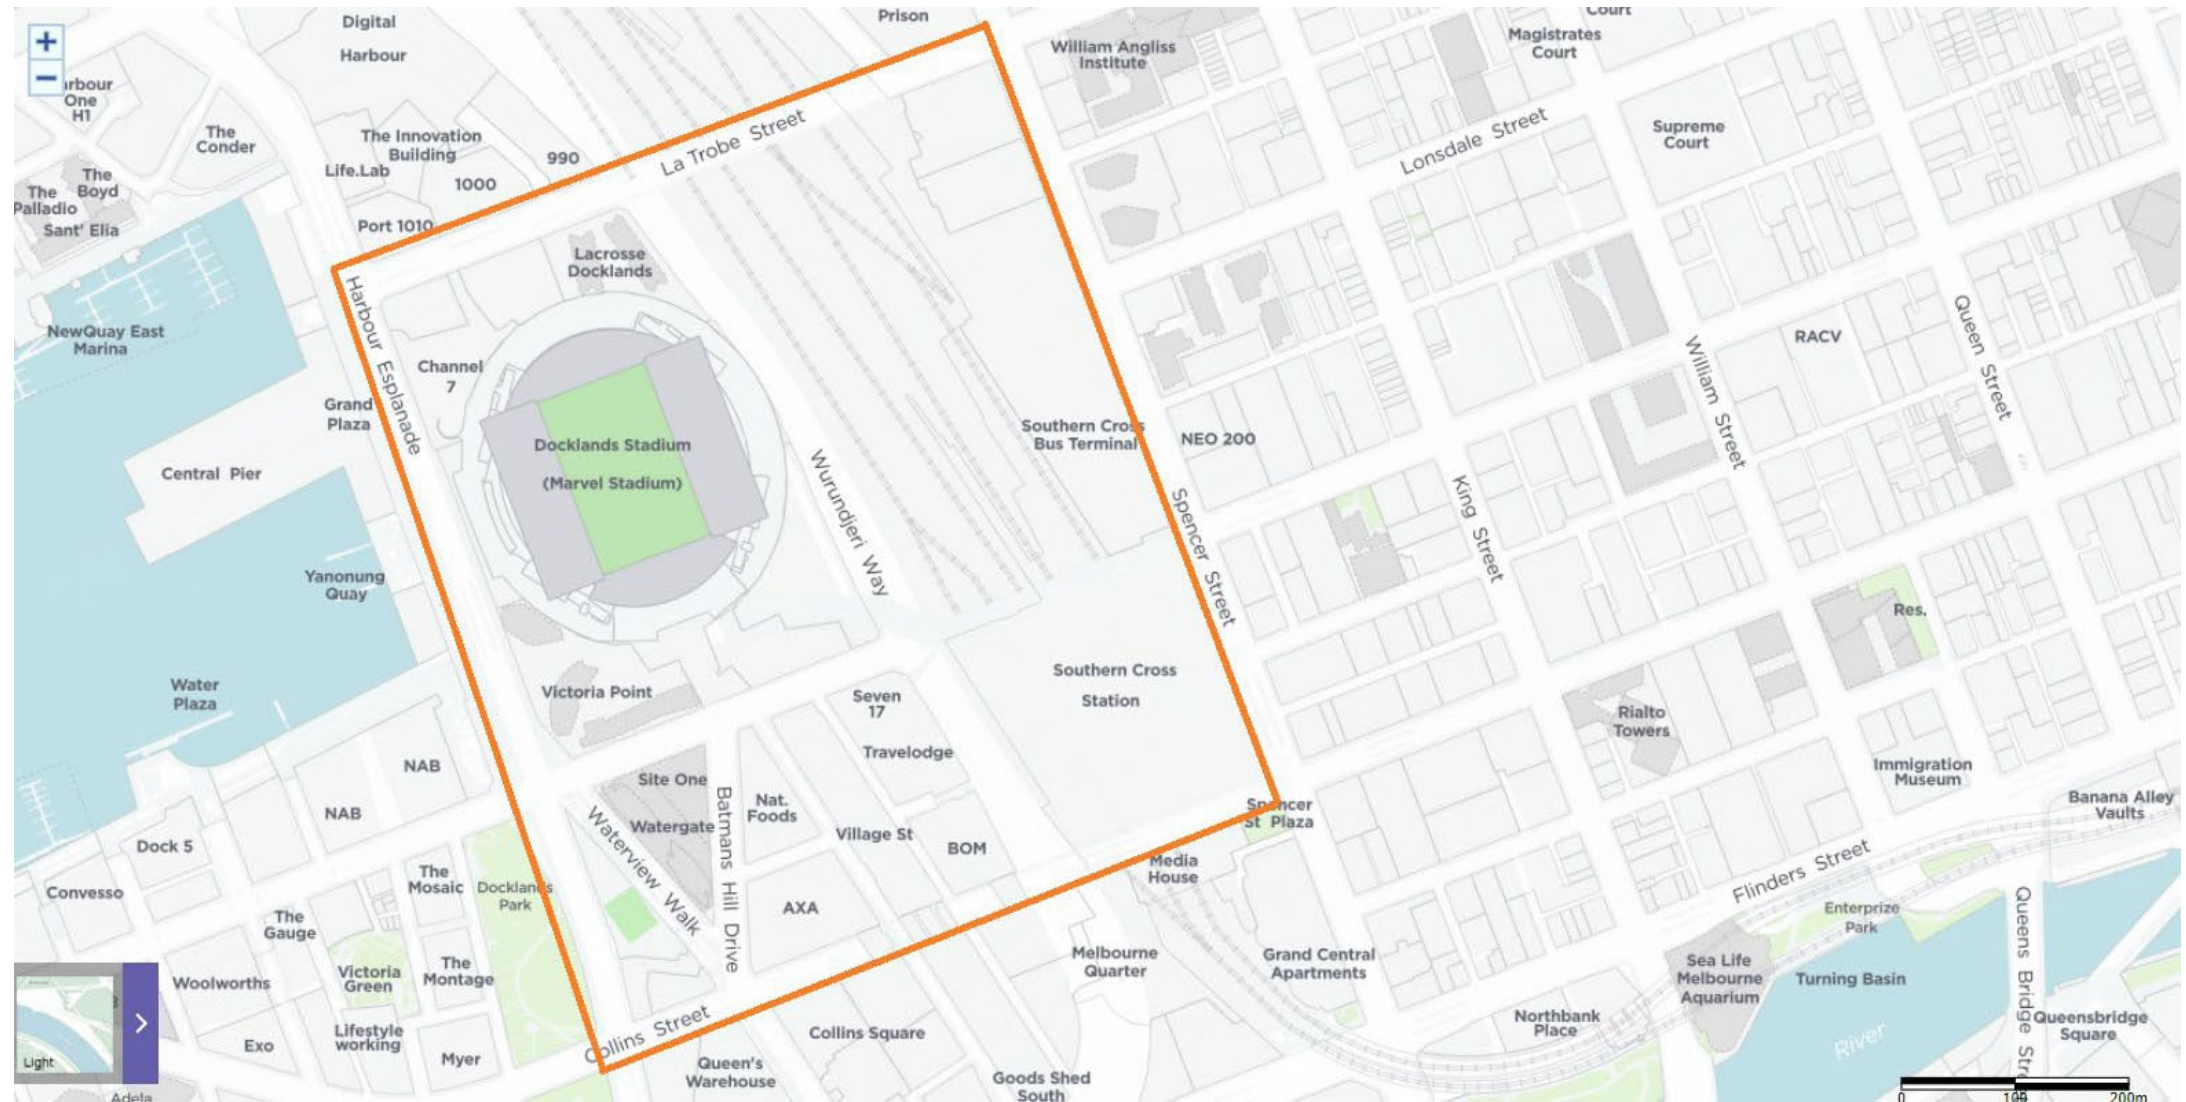 Digital
Harbour
Prison
William Angliss
Institute
Court
Magistrates
Court
+
−
arbour
One
H1
The
Conder
The Innovation
Building
Life.Lab
990
1000
Port 1010
La Trobe Street
Lonsdale Street
Supreme
Court
The
Boyd
The
Palladio
Sant' Elia
Lacrosse
Docklands
Harbour Esplanade
NewQuay East
Marina
Channel
7
Grand
Plaza
Central Pier
Docklands Stadium
(Marvel Stadium)
Wurundjeri Way
Southern Cross
Bus Terminal
NEO 200
Spencer Street
King Street
William Street
RACV
Queen Street
Yanonung
Quay
Water
Plaza
Victoria Point
Seven
17
Travelodge
Southern Cross
Station
Res.
Rialto
Towers
Immigration
Museum
Banana Alley
Vaults
NAB
NAB
Dock 5
Convesso
Site One
Watergate
Nat.
Foods
Village St
BOM
Batmans Hill Drive
Waterview Walk
AXA
Spencer
St Plaza
Media
House
Flinders Street
Enterprize
Park
The
Mosaic
Docklands
Park
The
Gauge
Victoria
Green
The
Montage
Woolworths
Exo
Lifestyle
working
Myer
Collins Street
Queen's
Warehouse
Collins Square
Melbourne
Quarter
Goods Shed
South
Grand Central
Apartments
Northbank
Place
Sea Life
Melbourne
Aquarium
Turning Basin
River
Queens Bridge Stre
Queensbridge
Square
Light
Adela
0 100 200m